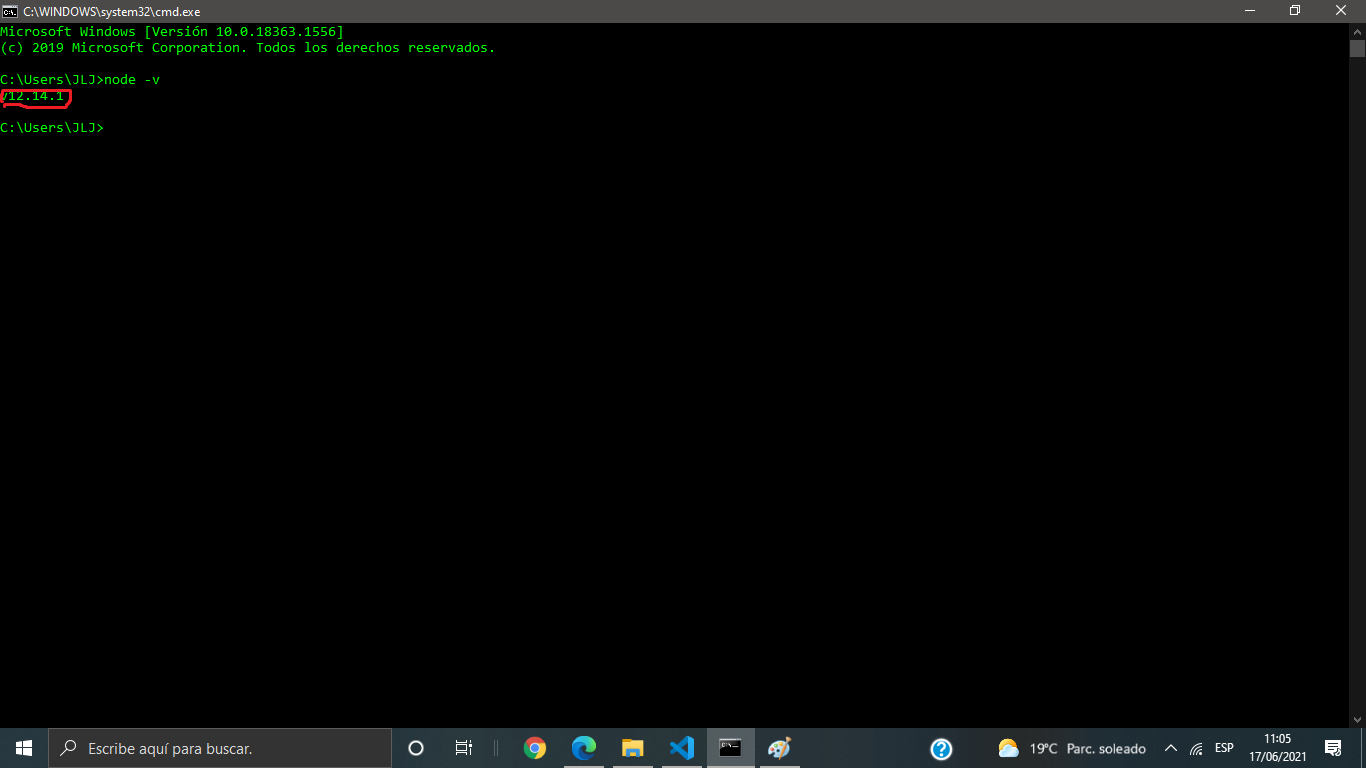 C:\WINDOWS\system32\cmd.exe
Microsoft Windows [Versión 10.0.18363.1556]
(c) 2019 Microsoft Corporation. Todos los derechos reservados.
C:\Users\JLJ>node -v
v12.14.1
C:\Users\JLJ>
Escribe aquí para buscar.
19°C Parc. soleado
ESP
11:05
17/06/2021